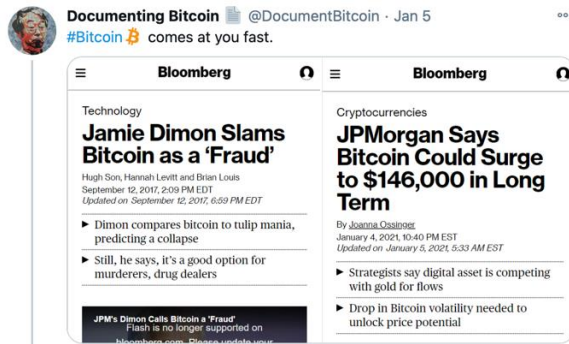 Documenting Bitcoin 📄 @DocumentBitcoin · Jan 5
#Bitcoin comes at you fast.
Bloomberg
Technology
Jamie Dimon Slams
Bitcoin as a ‘Fraud’
Hugh Son, Hannah Levitt and Brian Louis
September 12, 2017, 2:09 PM EDT
Updated on September 12, 2017, 6:59 PM EDT
Dimon compares bitcoin to tulip mania,
predicting a collapse
Still, he says, it’s a good option for
murderers, drug dealers
JPM's Dimon Calls Bitcoin a 'Fraud'
Flash is no longer supported on
bloomberg.com. Please update your
Bloomberg
Cryptocurrencies
JPMorgan Says
Bitcoin Could Surge
to $146,000 in Long
Term
By Joanna Ossinger
January 4, 2021, 10:40 PM EST
Updated on January 5, 2021, 5:33 AM EST
Strategists say digital asset is competing
with gold for flows
Drop in Bitcoin volatility needed to
unlock price potential